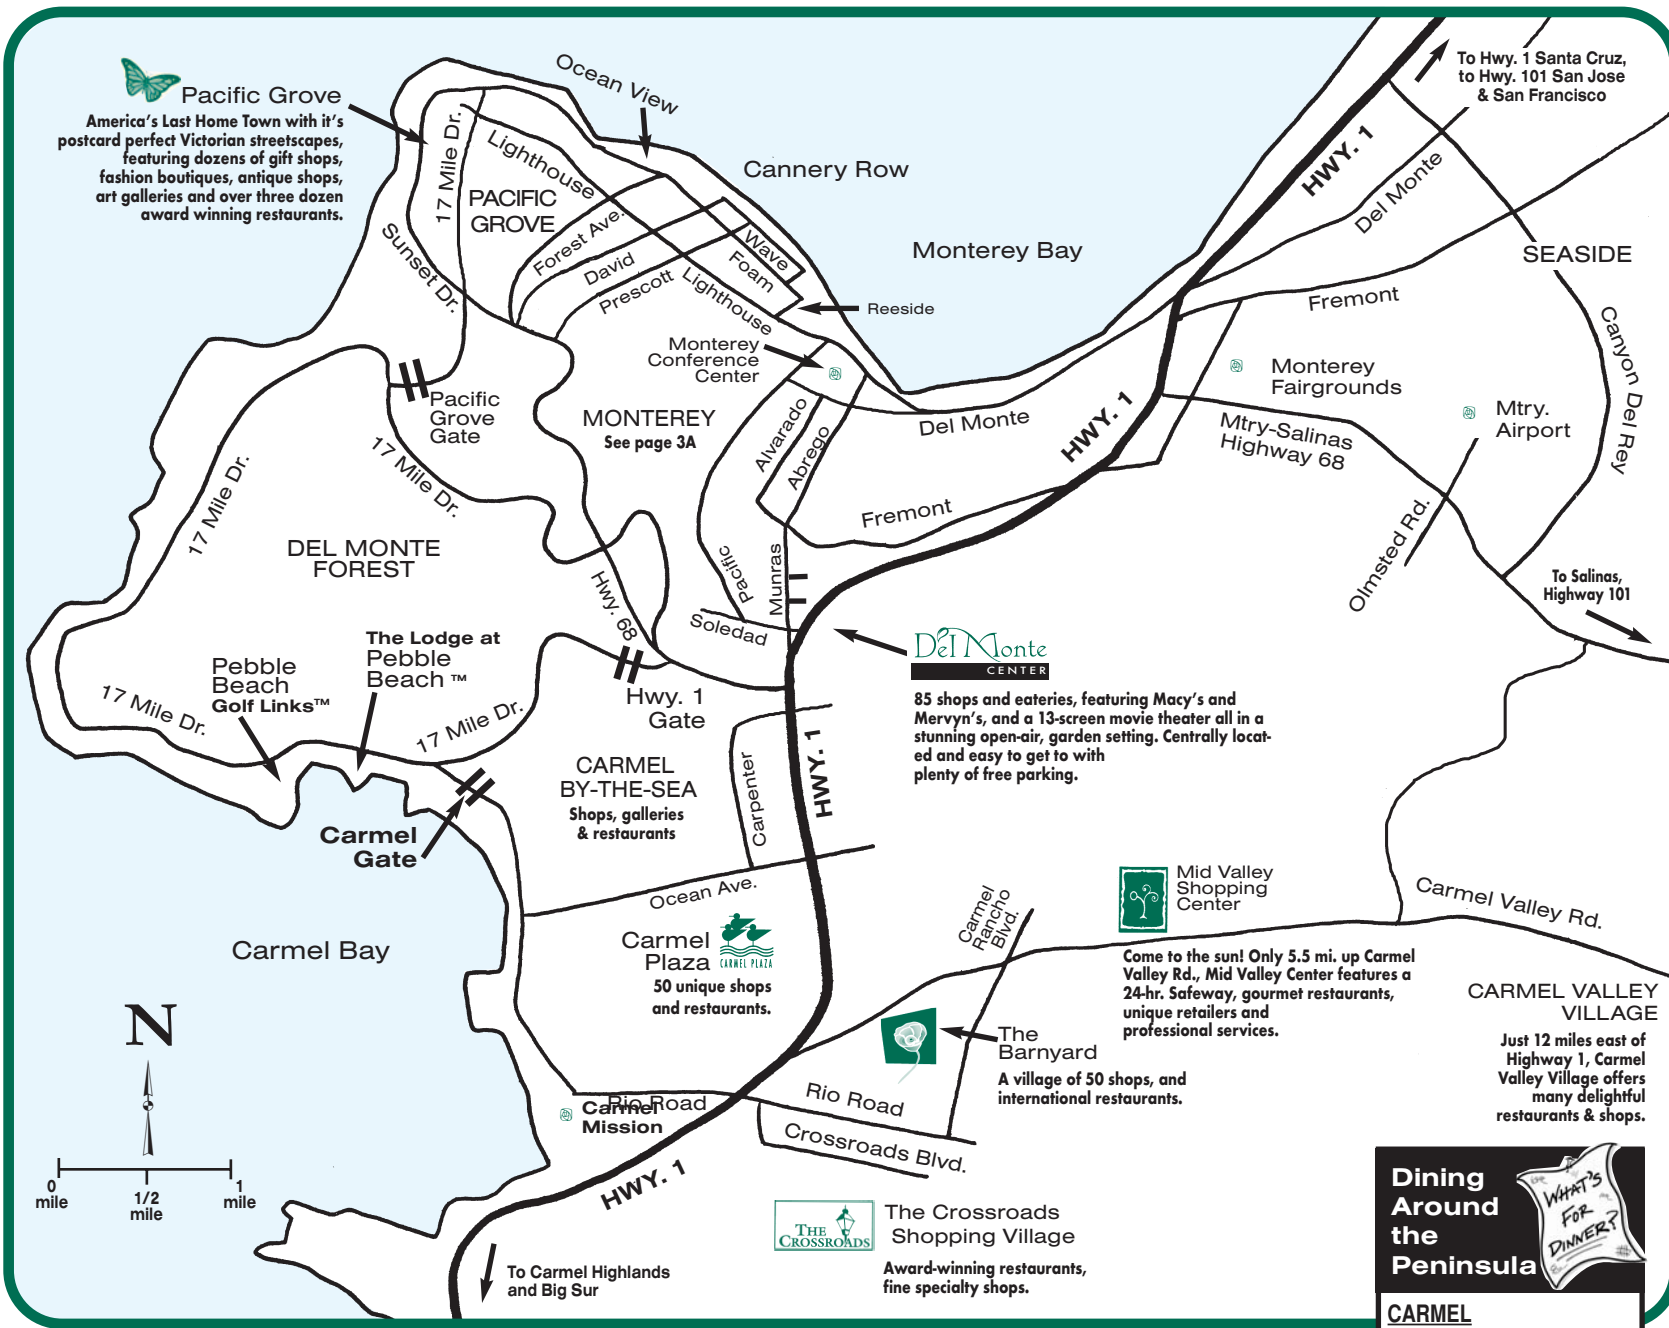 Pacific Grove
America's Last Home Town with it's
postcard perfect Victorian streetscapes,
featuring dozens of gift shops,
fashion boutiques, antique shops,
art galleries and over three dozen
award winning restaurants.
Ocean View
Cannery Row
Monterey Bay
To Hwy. 1 Santa Cruz,
to Hwy. 101 San Jose
& San Francisco
HWY. 1
Del Monte
SEASIDE
Fremont
Canyon Del Rey
17 Mile Dr.
Lighthouse
PACIFIC
GROVE
Sunset Dr.
Forest Ave.
David
Prescott
Wave
Foam
Lighthouse
Reeside
Monterey
Conference
Center
Monterey
Fairgrounds
Mtry.
Airport
Mtry-Salinas
Highway 68
Olmsted Rd.
To Salinas,
Highway 101
Pacific
Grove
Gate
MONTEREY
See page 3A
Alvarado
Abrego
Del Monte
HWY. 1
Fremont
17 Mile Dr.
17 Mile Dr.
DEL MONTE
FOREST
Hwy. 68
Pacific
Munras
Soledad
Del Monte
CENTER
85 shops and eateries, featuring Macy's and
Mervyn's, and a 13-screen movie theater all in a
stunning open-air, garden setting. Centrally locat-
ed and easy to get to with
plenty of free parking.
The Lodge at
Pebble
Beach ™
Pebble
Beach
Golf Links™
17 Mile Dr.
17 Mile Dr.
Hwy. 1
Gate
CARMEL
BY-THE-SEA
Shops, galleries
& restaurants
Carpenter
HWY. 1
Carmel
Gate
Ocean Ave.
Carmel
Plaza
CARMEL PLAZA
50 unique shops
and restaurants.
Carmel Bay
Carmel
Rancho
Blvd.
Mid Valley
Shopping
Center
Come to the sun! Only 5.5 mi. up Carmel
Valley Rd., Mid Valley Center features a
24-hr. Safeway, gourmet restaurants,
unique retailers and
professional services.
Carmel Valley Rd.
CARMEL VALLEY
VILLAGE
Just 12 miles east of
Highway 1, Carmel
Valley Village offers
many delightful
restaurants & shops.
The
Barnyard
A village of 50 shops, and
international restaurants.
Rio Road
Rio Road
Carmel
Mission
Crossroads Blvd.
HWY. 1
N
0
mile
1/2
mile
1
mile
THE
CROSSROADS
The Crossroads
Shopping Village
Award-winning restaurants,
fine specialty shops.
To Carmel Highlands
and Big Sur
Dining
Around
the
Peninsula
WHAT'S
FOR
DINNER?
CARMEL